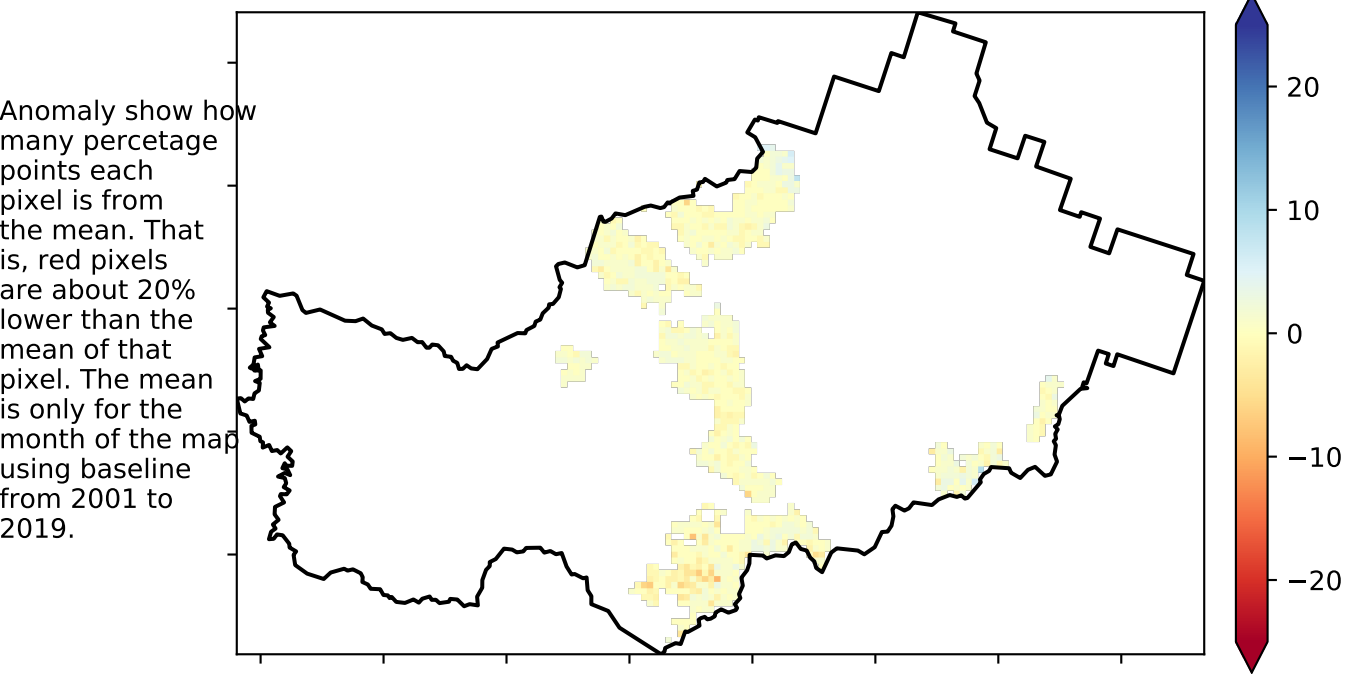 Anomaly show how
many percetage
points each
pixel is from
the mean. That
is, red pixels
are about 20%
lower than the
mean of that
pixel. The mean
is only for the
month of the map
using baseline
from 2001 to
2019.
20
10
0
−10
−20